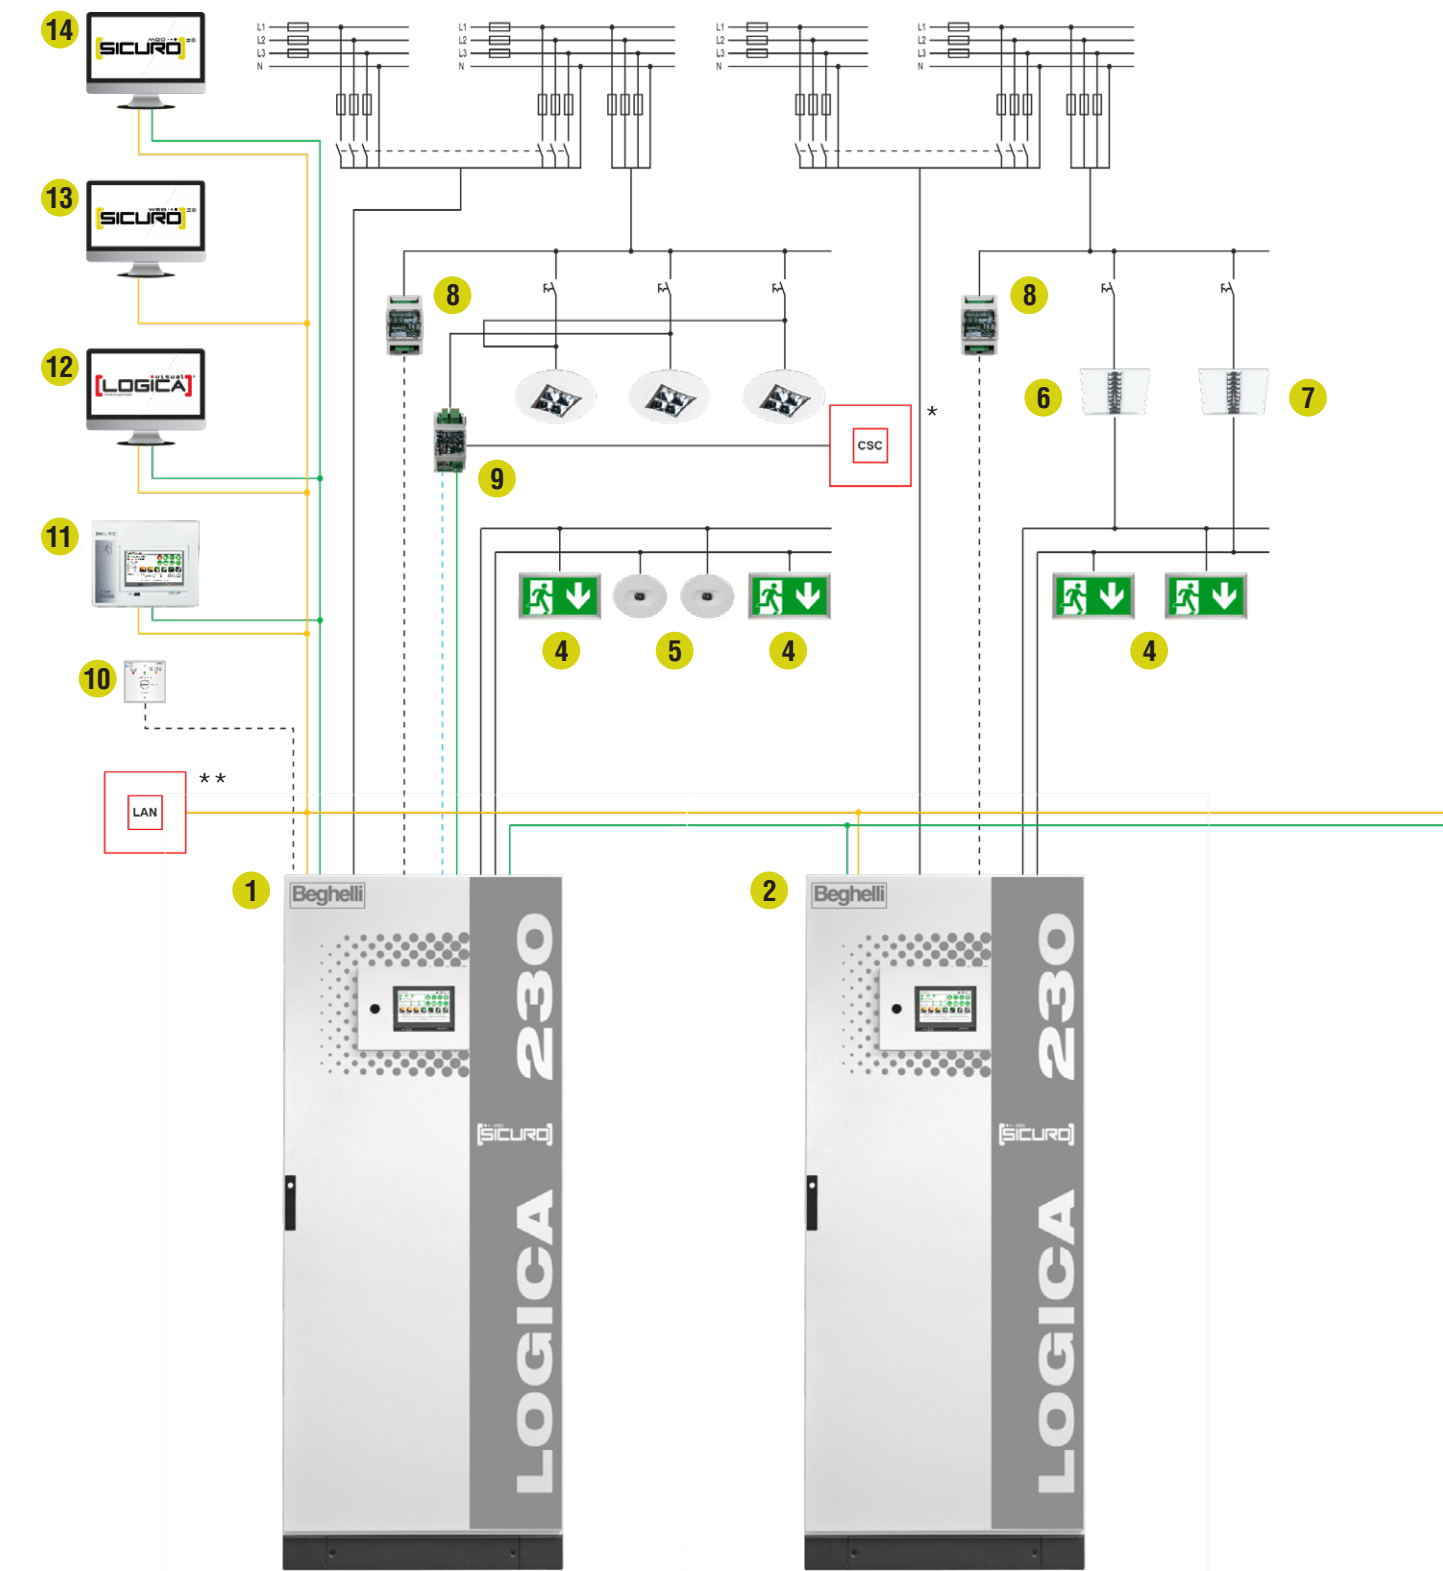 14
[SICURO]
L1
L2
L3
N
L1
L2
L3
N
L1
L2
L3
N
L1
L2
L3
N
13
[SICURO]
8
8
12
[LOGICA]
6
7
*
CSC
9
11
4
5
4
4
10
**
LAN
1
Beghelli
2
Beghelli
LOGICA 230
[SICURO]
LOGICA 230
[SICURO]